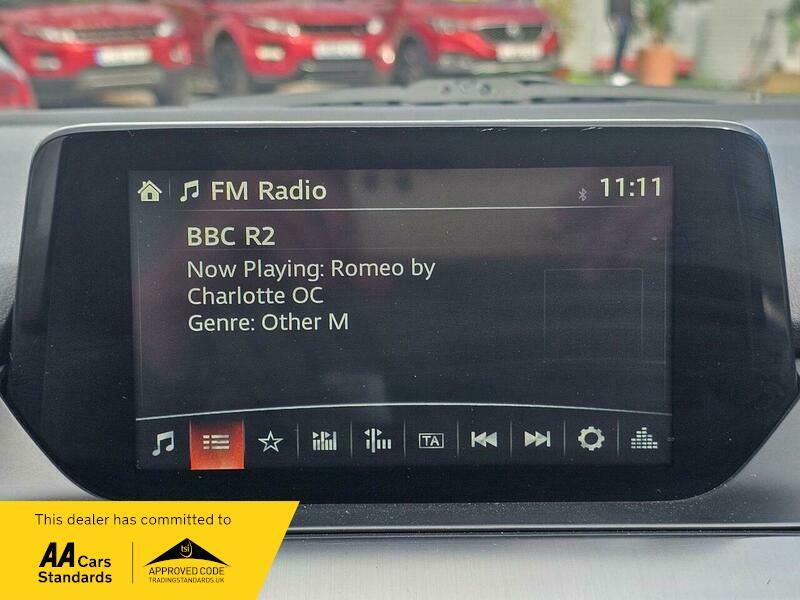 FM Radio
11:11
BBC R2
Now Playing: Romeo by
Charlotte OC
Genre: Other M
TA
This dealer has committed to
AA Cars
Standards
tsi
APPROVED CODE
TRADINGSTANDARDS.UK